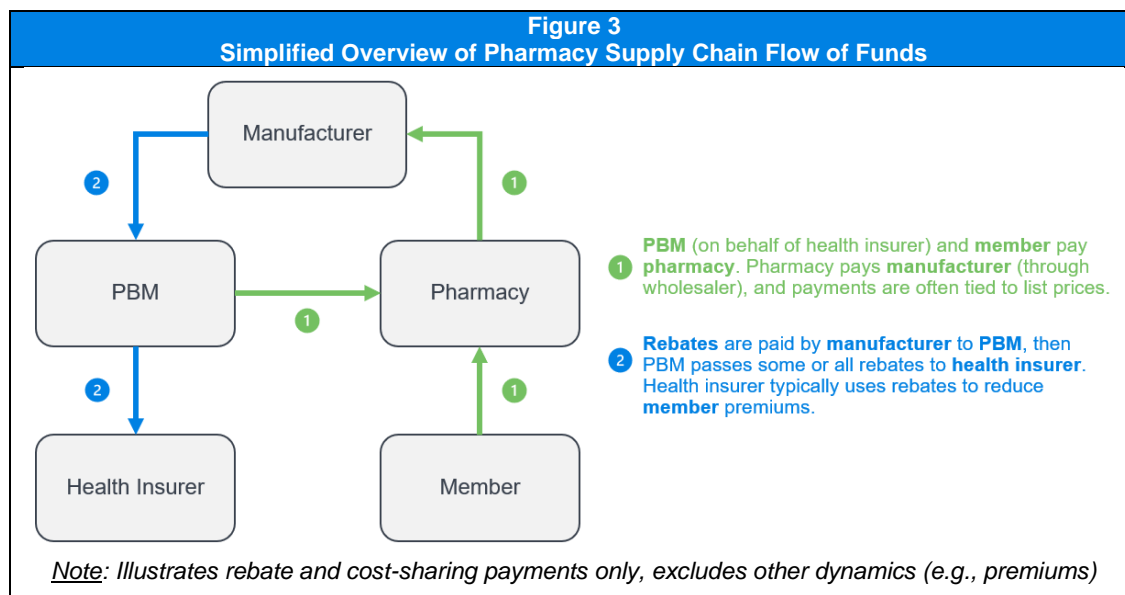 Figure 3
Simplified Overview of Pharmacy Supply Chain Flow of Funds
Manufacturer
2
1
PBM
1
Pharmacy
2
1
Health Insurer
Member
1
PBM (on behalf of health insurer) and member pay
pharmacy. Pharmacy pays manufacturer (through
wholesaler), and payments are often tied to list prices.
2
Rebates are paid by manufacturer to PBM, then
PBM passes some or all rebates to health insurer.
Health insurer typically uses rebates to reduce
member premiums.
Note: Illustrates rebate and cost-sharing payments only, excludes other dynamics (e.g., premiums)